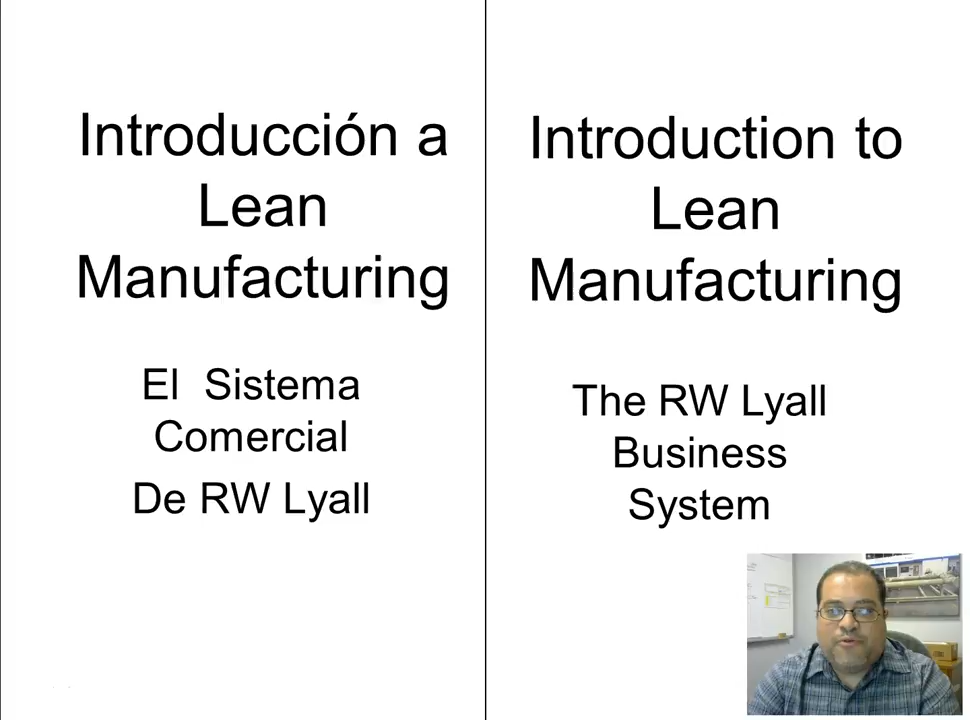 Introducción a
Lean
Manufacturing
El Sistema
Comercial
De RW Lyall
Introduction to
Lean
Manufacturing
The RW Lyall
Business
System